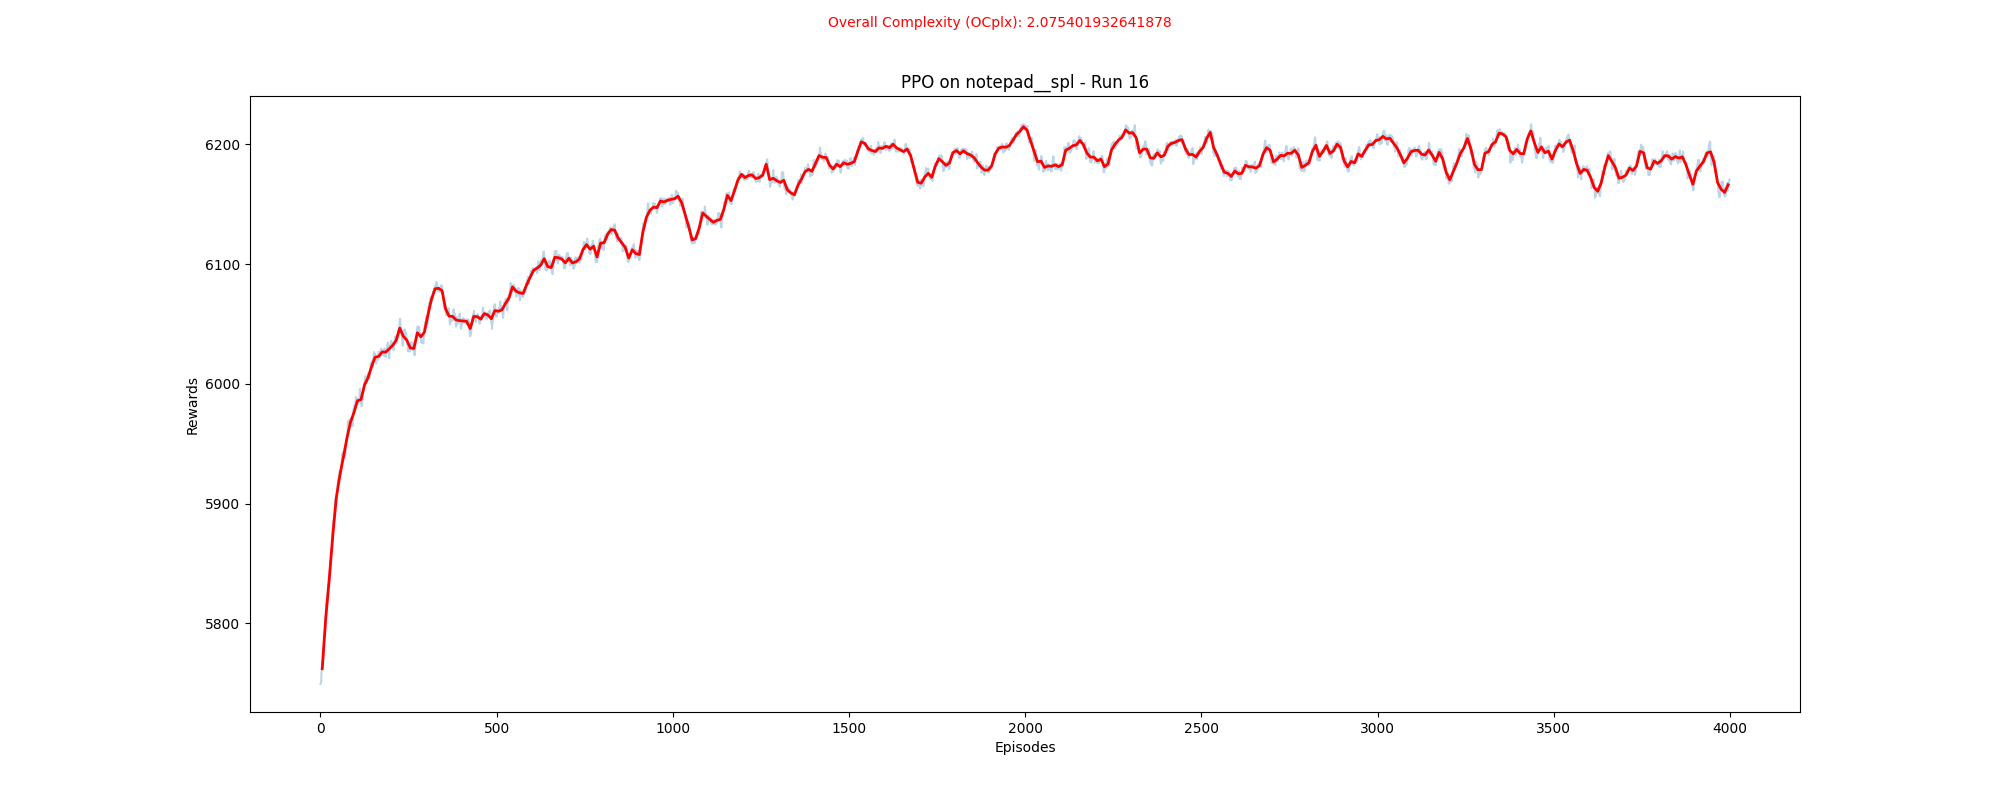 Overall Complexity (OCplx): 2.075401932641878
PPO on notepad__spl - Run 16
6200
6100
6000
5900
5800
Rewards
0 500 1000 1500 2000 2500 3000 3500 4000
Episodes